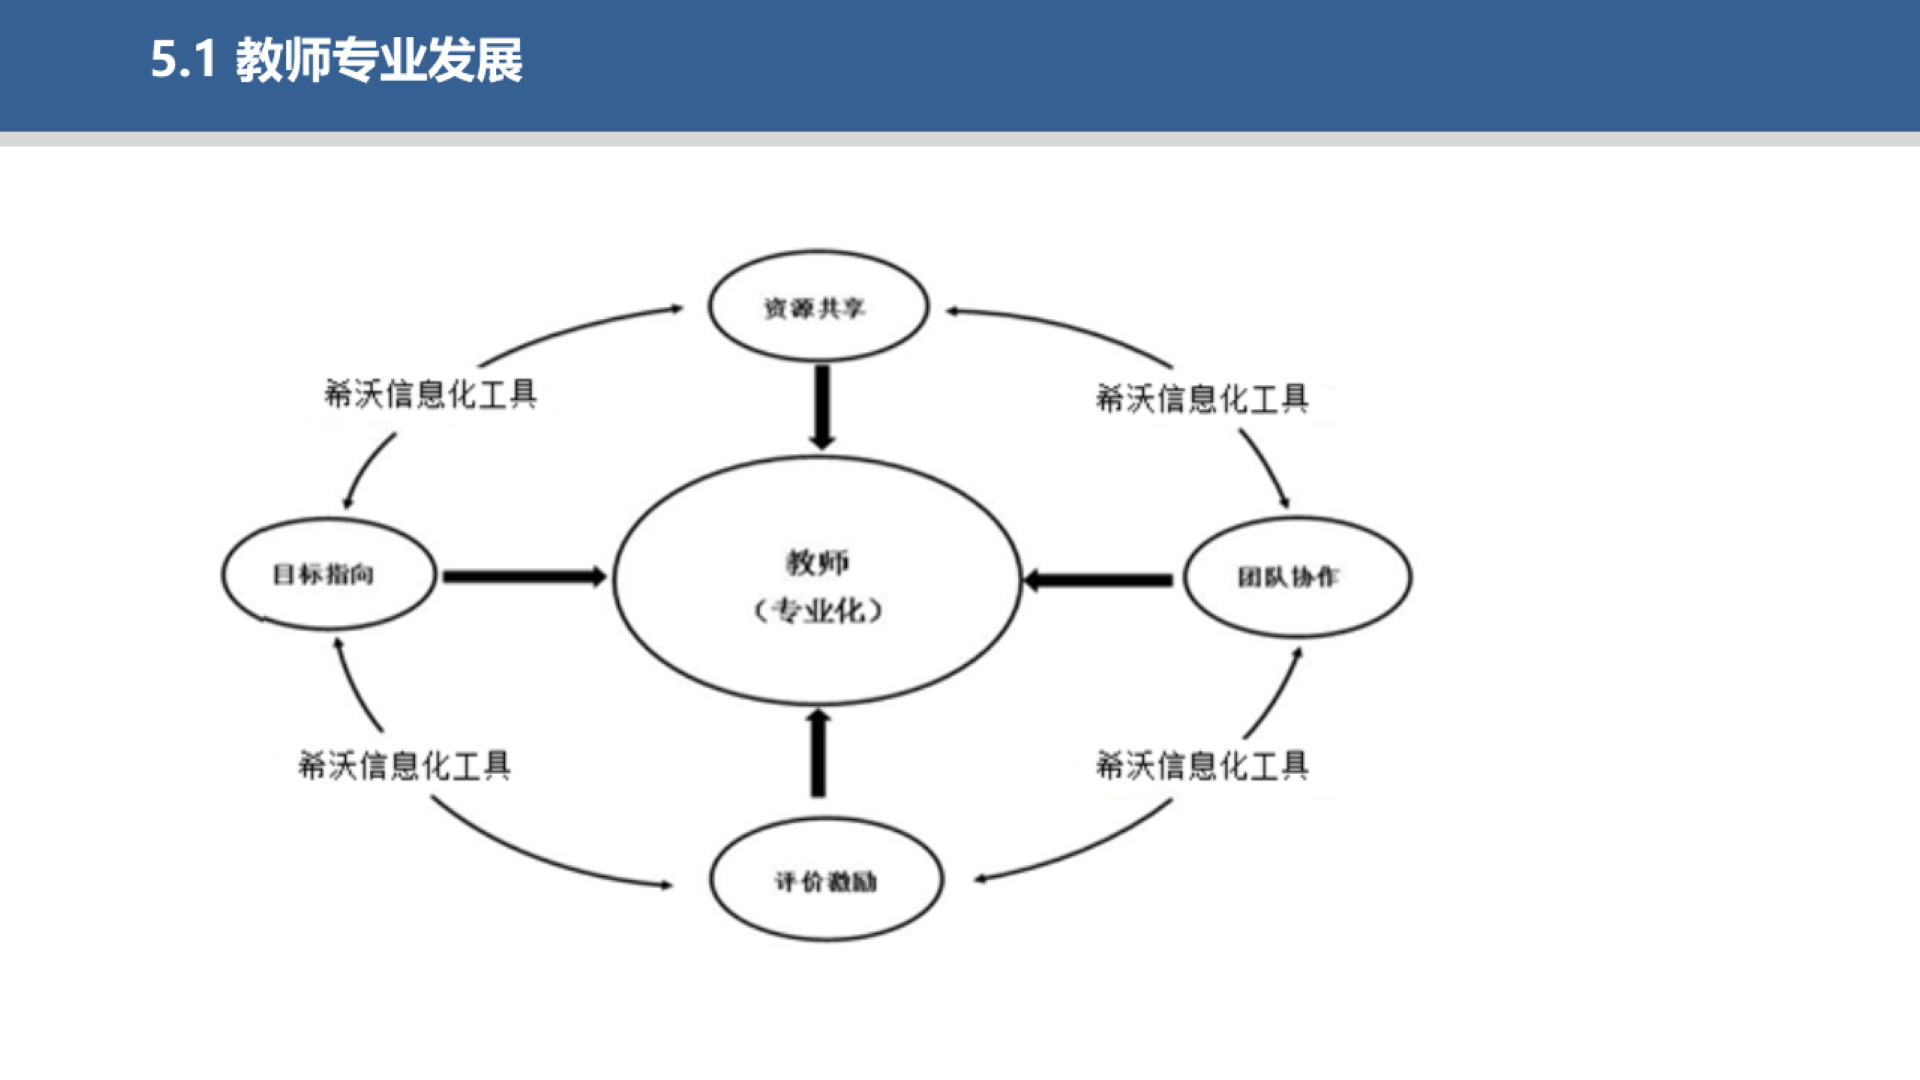 5.1 教师专业发展
资源共享
希沃信息化工具
希沃信息化工具
目标指向
教师
（专业化）
团队协作
希沃信息化工具
希沃信息化工具
评价激励